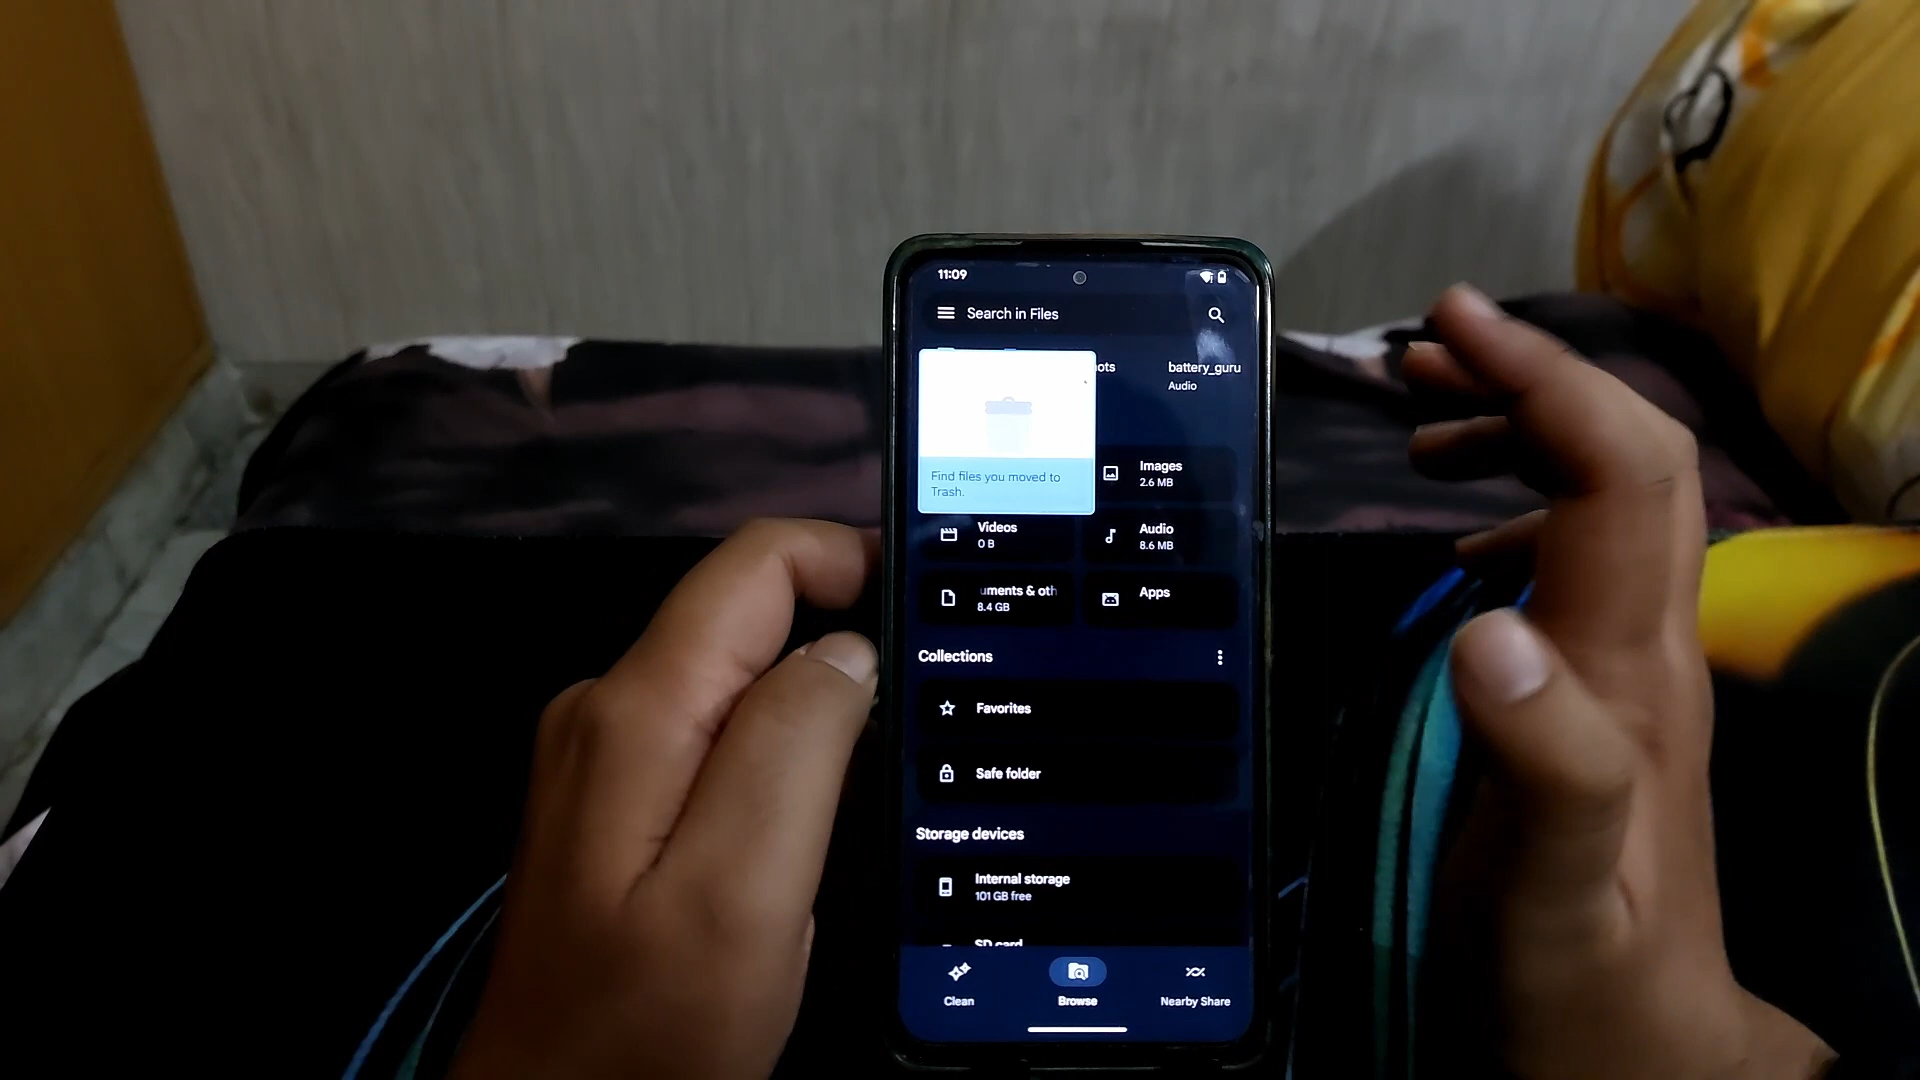 11:09
Search in Files
battery_guru
Audio
Find files you moved to
Trash.
Images
2.6 MB
Videos
0 B
Audio
8.6 MB
uments & oth
8.4 GB
Apps
Collections
Favorites
Safe folder
Storage devices
Internal storage
101 GB free
SD card
Clean
Browse
Nearby Share